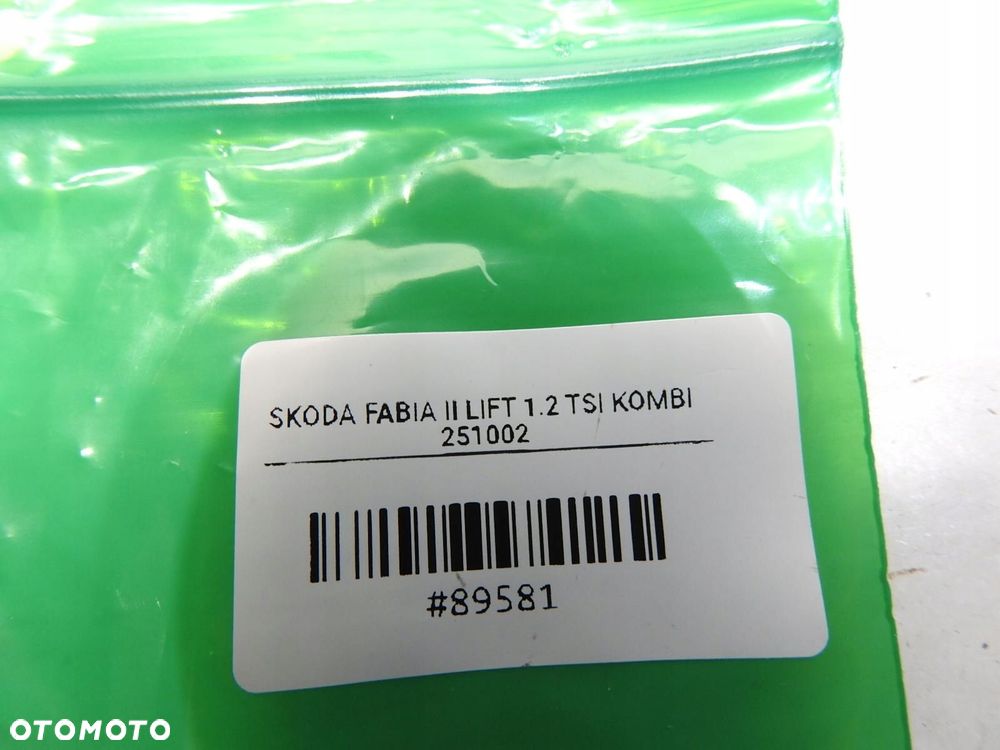 SKODA FABIA II LIFT 1.2 TSI KOMBI
251002
#89581
OTOMOTO